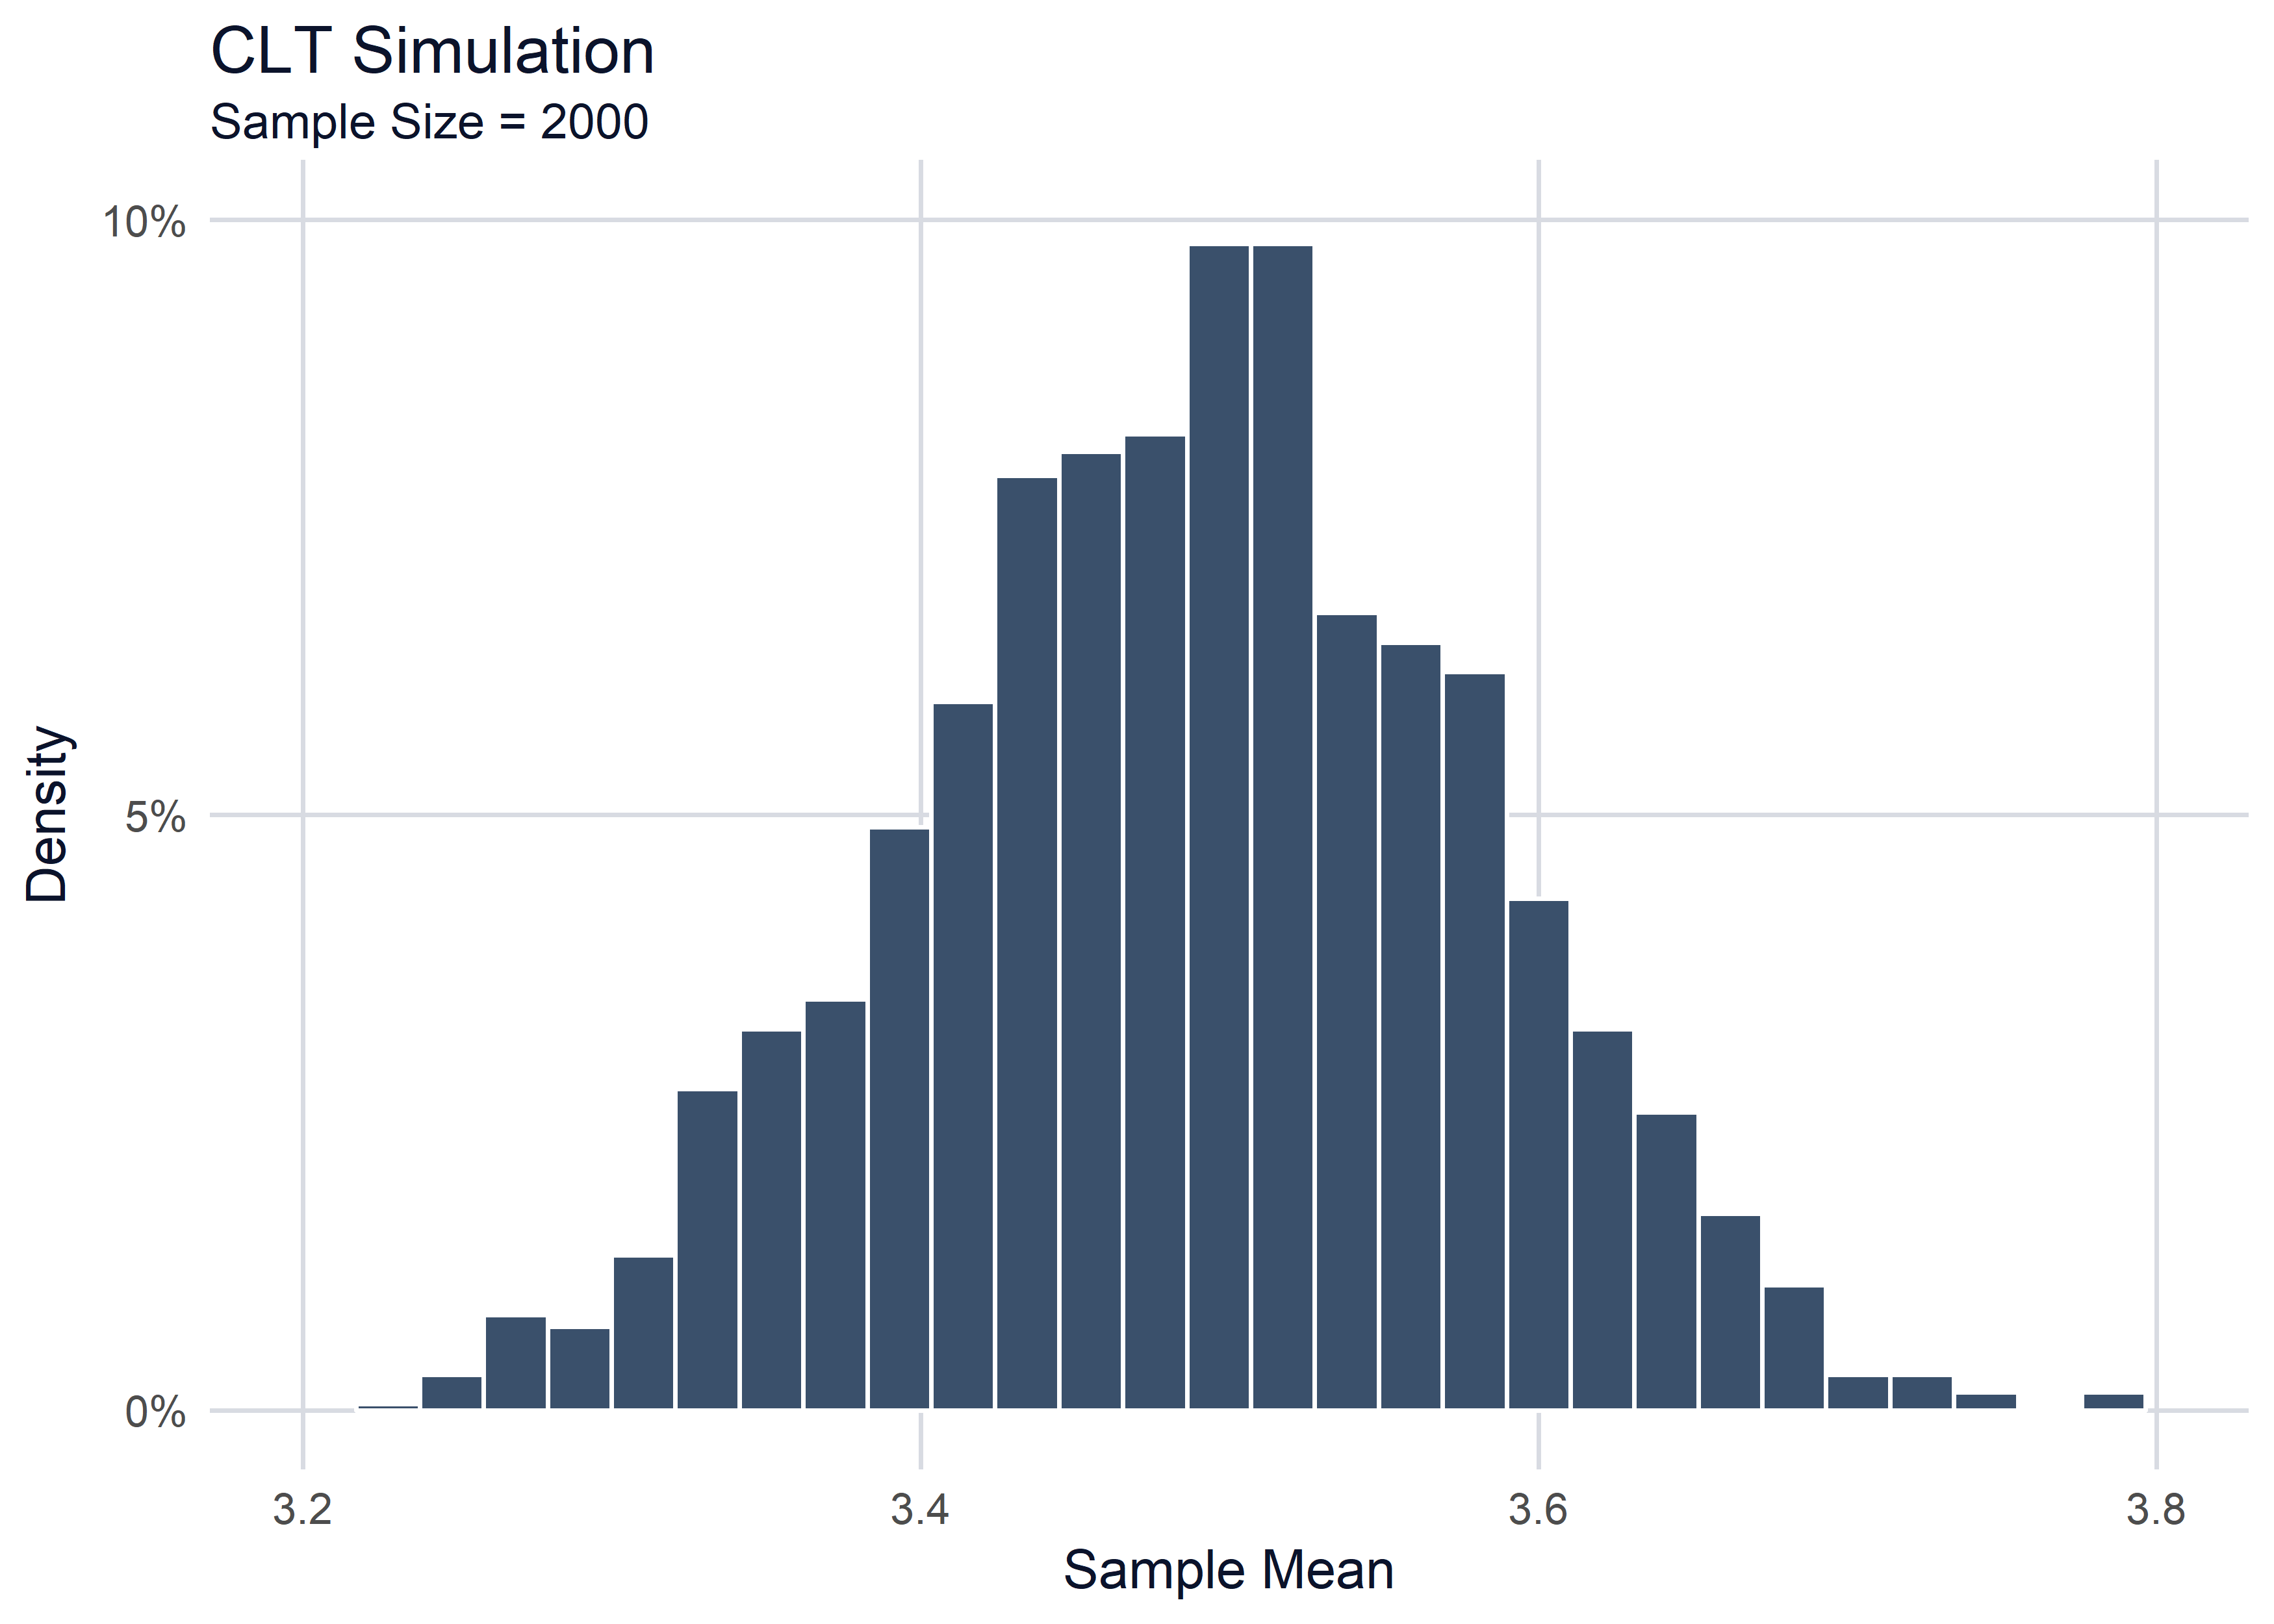 CLT Simulation
Sample Size = 2000
10%
5%
0%
Density
3.2 3.4 3.6 3.8
Sample Mean